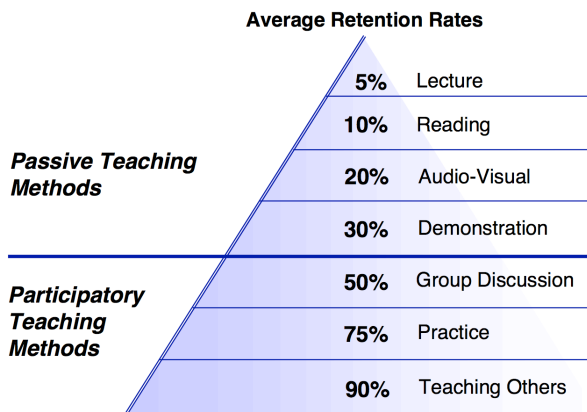 Average Retention Rates
5% Lecture
10% Reading
Passive Teaching
Methods
20% Audio-Visual
30% Demonstration
50% Group Discussion
Participatory
Teaching
Methods
75% Practice
90% Teaching Others